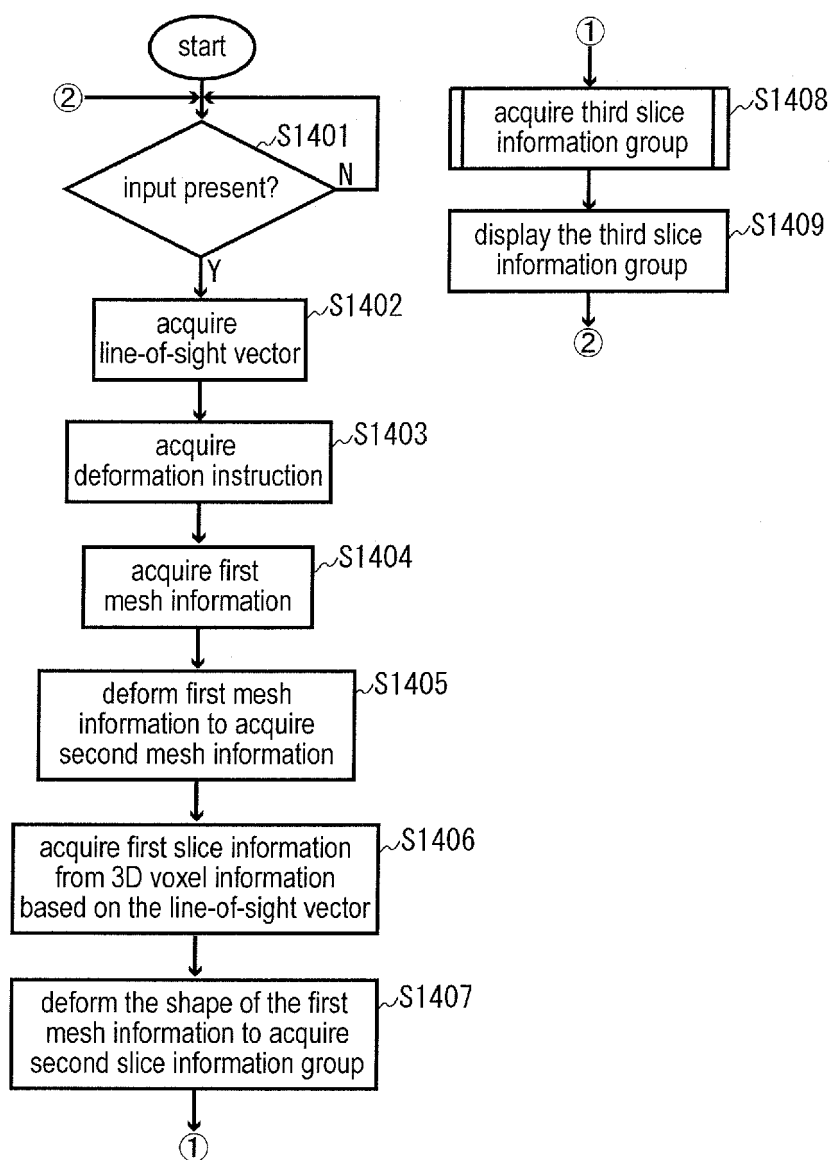 start
②
S1401
input present?
N
Y
S1402
acquire
line-of-sight vector
S1403
acquire
deformation instruction
S1404
acquire first
mesh information
S1405
deform first mesh
information to acquire
second mesh information
S1406
acquire first slice information
from 3D voxel information
based on the line-of-sight vector
S1407
deform the shape of the first
mesh information to acquire
second slice information group
①
①
S1408
acquire third slice
information group
S1409
display the third slice
information group
②